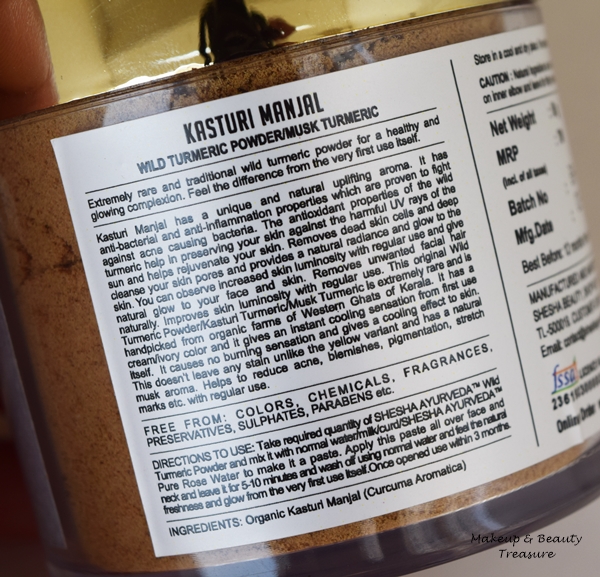 KASTURI MANJAL
WILD TURMERIC POWDER/MUSK TURMERIC
Extremely rare and traditional wild turmeric powder for a healthy and
glowing complexion. Feel the difference from the very first use itself.
Kasturi Manjal has a unique and natural uplifting aroma. It has
anti-bacterial and anti-inflammation properties which are proven to fight
against acne causing bacteria. The antioxidant properties of the wild
turmeric help in preserving your skin against the harmful UV rays of the
sun and helps rejuvenate your skin. Removes dead skin cells and deep
cleanse your skin pores and provides a natural radiance and glow to the
skin. You can observe increased skin luminosity with regular use and give
natural glow to your face and skin. Removes unwanted facial hair
naturally. Improves skin luminosity with regular use. This original Wild
Turmeric Powder/Kasturi Turmeric/Musk Turmeric is extremely rare and is
handpicked from organic farms of Western Ghats of Kerala. It has a
cream/ivory color and it gives an instant cooling sensation from first use
itself. It causes no burning sensation and gives a cooling effect to skin.
This doesn't leave any stain unlike the yellow variant and has a natural
musk aroma. Helps to reduce acne, blemishes, pigmentation, stretch
marks etc. with regular use.
FREE FROM: COLORS, CHEMICALS, FRAGRANCES,
PRESERVATIVES, SULPHATES, PARABENS etc.
DIRECTIONS TO USE: Take required quantity of SHESHA AYURVEDA™ Wild
Turmeric Powder and mix it with normal water/milk/curd/SHESHA AYURVEDA™
Pure Rose Water to make it a paste. Apply this paste all over face and
neck and leave it for 5-10 minutes and wash off using normal water and feel the natural
freshness and glow from the very first use itself.Once opened use within 3 months.
INGREDIENTS: Organic Kasturi Manjal (Curcuma Aromatica)
Store in a cool and dry
CAUTION : Natural
on inner elbow and
Net Weight :
MRP :
(incl. of all
Batch No :
Mfg.Date :
Best Before: 12
MANUFACTURED
SHESHA BEAUTY,
Email:
fssai
Online
Makeup & Beauty
Treasure